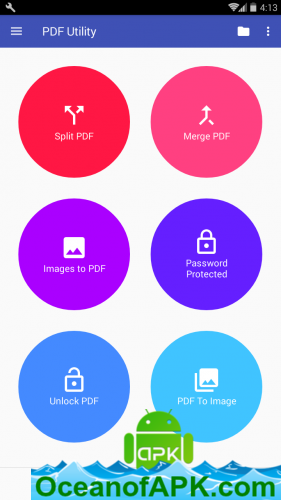 4:13
PDF Utility
Split PDF
Merge PDF
Images to PDF
Password
Protected
Unlock PDF
PDF To Image
APK
OceanofAPK.com